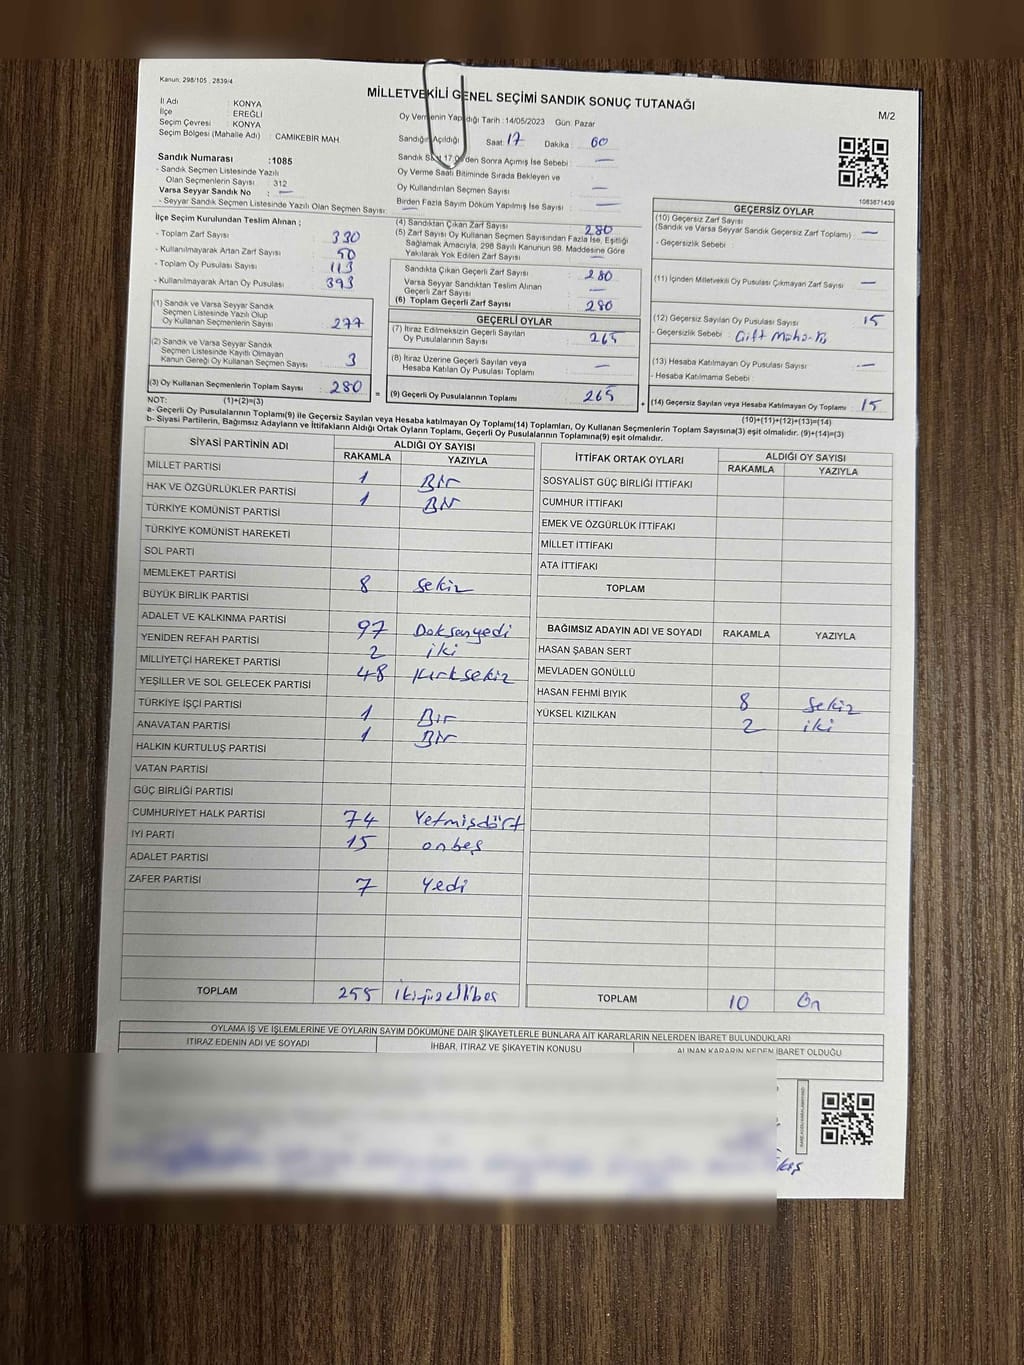 Kanun: 298/105 , 2839/4
MİLLETVEKİLİ GENEL SEÇİMİ SANDIK SONUÇ TUTANAĞI
M/2
İl Adı : KONYA
İlçe : EREĞLİ
Seçim Çevresi : KONYA
Seçim Bölgesi (Mahalle Adı) : CAMİKEBİR MAH
Oy Vermenin Yapıldığı Tarih : 14/05/2023 Gün: Pazar
Sandığın Açıldığı Saat: 17 Dakika : 00
Sandık Saat 17.00'den Sonra Açılmış İse Sebebi : —
Oy Verme Saati Bitiminde Sırada Bekleyen ve
Oy Kullandırılan Seçmen Sayısı : —
Birden Fazla Sayım Döküm Yapılmış İse Sayısı : —
Sandık Numarası : 1085
- Sandık Seçmen Listesinde Yazılı
Olan Seçmenlerin Sayısı : 312
Varsa Seyyar Sandık No : —
- Seyyar Sandık Seçmen Listesinde Yazılı Olan Seçmen Sayısı: —
1083871439
İlçe Seçim Kurulundan Teslim Alınan ;
- Toplam Zarf Sayısı : 330
- Kullanılmayarak Artan Zarf Sayısı : 50
- Toplam Oy Pusulası Sayısı : 113
- Kullanılmayarak Artan Oy Pusulası : 393
(1) Sandık ve Varsa Seyyar Sandık
Seçmen Listesinde Yazılı Olup
Oy Kullanan Seçmenlerin Sayısı : 277
(2) Sandık ve Varsa Seyyar Sandık
Seçmen Listesinde Kayıtlı Olmayan
Kanun Gereği Oy Kullanan Seçmen Sayısı : 3
(3) Oy Kullanan Seçmenlerin Toplam Sayısı : 280
(4) Sandıktan Çıkan Zarf Sayısı : 280
(5) Zarf Sayısı Oy Kullanan Seçmen Sayısından Fazla İse, Eşitliği
Sağlamak Amacıyla, 298 Sayılı Kanunun 98. Maddesine Göre
Yakılarak Yok Edilen Zarf Sayısı : —
Sandıkta Çıkan Geçerli Zarf Sayısı : 280
Varsa Seyyar Sandıktan Teslim Alınan
Geçerli Zarf Sayısı : —
(6) Toplam Geçerli Zarf Sayısı : 280
GEÇERLİ OYLAR
(7) İtiraz Edilmeksizin Geçerli Sayılan
Oy Pusulalarının Sayısı : 265
(8) İtiraz Üzerine Geçerli Sayılan veya
Hesaba Katılan Oy Pusulası Toplamı : —
= (9) Geçerli Oy Pusulalarının Toplamı : 265
GEÇERSİZ OYLAR
(10) Geçersiz Zarf Sayısı
(Sandık ve Varsa Seyyar Sandık Geçersiz Zarf Toplamı) : —
- Geçersizlik Sebebi :
(11) İçinden Milletvekili Oy Pusulası Çıkmayan Zarf Sayısı : —
(12) Geçersiz Sayılan Oy Pusulası Sayısı : 15
- Geçersizlik Sebebi : Çift
(13) Hesaba Katılmayan Oy Pusulası Sayısı : —
- Hesaba Katılmama Sebebi :
+ (14) Geçersiz Sayılan veya Hesaba Katılmayan Oy Toplamı : 15
NOT: (1)+(2)=(3)
(10)+(11)+(12)+(13)=(14)
a- Geçerli Oy Pusulalarının Toplamı(9) ile Geçersiz Sayılan veya Hesaba katılmayan Oy Toplamı(14) Toplamları, Oy Kullanan Seçmenlerin Toplam Sayısına(3) eşit olmalıdır. (9)+(14)=(3)
b- Siyasi Partilerin, Bağımsız Adayların ve İttifakların Aldığı Ortak Oyların Toplamı, Geçerli Oy Pusulalarının Toplamına(9) eşit olmalıdır.
SİYASİ PARTİNİN ADI ALDIĞI OY SAYISI
RAKAMLA YAZIYLA
MİLLET PARTİSİ 1 Bir
HAK VE ÖZGÜRLÜKLER PARTİSİ 1 Bir
TÜRKİYE KOMÜNİST PARTİSİ
TÜRKİYE KOMÜNİST HAREKETİ
SOL PARTİ
MEMLEKET PARTİSİ 8 Sekiz
BÜYÜK BİRLİK PARTİSİ
ADALET VE KALKINMA PARTİSİ 97 Doksanyedi
YENİDEN REFAH PARTİSİ 2 iki
MİLLİYETÇİ HAREKET PARTİSİ 48 Kırksekiz
YEŞİLLER VE SOL GELECEK PARTİSİ
TÜRKİYE İŞÇİ PARTİSİ 1 Bir
ANAVATAN PARTİSİ 1 Bir
HALKIN KURTULUŞ PARTİSİ
VATAN PARTİSİ
GÜÇ BİRLİĞİ PARTİSİ
CUMHURİYET HALK PARTİSİ 74 Yetmişdört
İYİ PARTİ 15 onbeş
ADALET PARTİSİ
ZAFER PARTİSİ 7 Yedi
TOPLAM 255 ikiyüzellibeş
İTTİFAK ORTAK OYLARI ALDIĞI OY SAYISI
RAKAMLA YAZIYLA
SOSYALİST GÜÇ BİRLİĞİ İTTİFAKI
CUMHUR İTTİFAKI
EMEK VE ÖZGÜRLÜK İTTİFAKI
MİLLET İTTİFAKI
ATA İTTİFAKI
TOPLAM
BAĞIMSIZ ADAYIN ADI VE SOYADI RAKAMLA YAZIYLA
HASAN ŞABAN SERT
MEVLADEN GÖNÜLLÜ
HASAN FEHMİ BIYIK 8 Sekiz
YÜKSEL KIZILKAN 2 iki
TOPLAM 10 On
OYLAMA İŞ VE İŞLEMLERİNE VE OYLARIN SAYIM DÖKÜMÜNE DAİR ŞİKAYETLERLE BUNLARA AİT KARARLARIN NELERDEN İBARET BULUNDUKLARI
İTİRAZ EDENİN ADI VE SOYADI İHBAR, İTİRAZ VE ŞİKAYETİN KONUSU ALINAN KARARIN NEDEN İBARET OLDUĞU